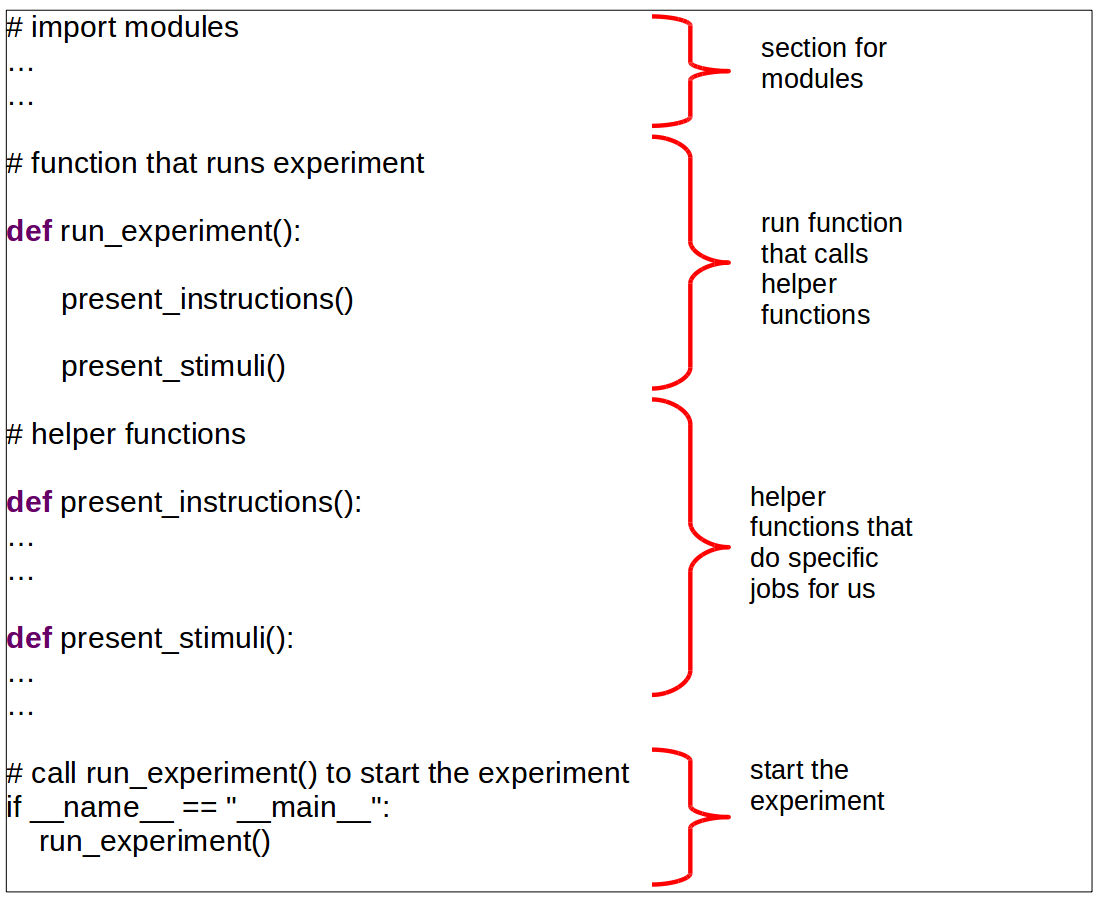 # import modules
...
...
section for
modules
# function that runs experiment
def run_experiment():
present_instructions()
present_stimuli()
run function
that calls
helper
functions
# helper functions
def present_instructions():
...
...
def present_stimuli():
...
...
helper
functions that
do specific
jobs for us
# call run_experiment() to start the experiment
if __name__ == "__main__":
run_experiment()
start the
experiment